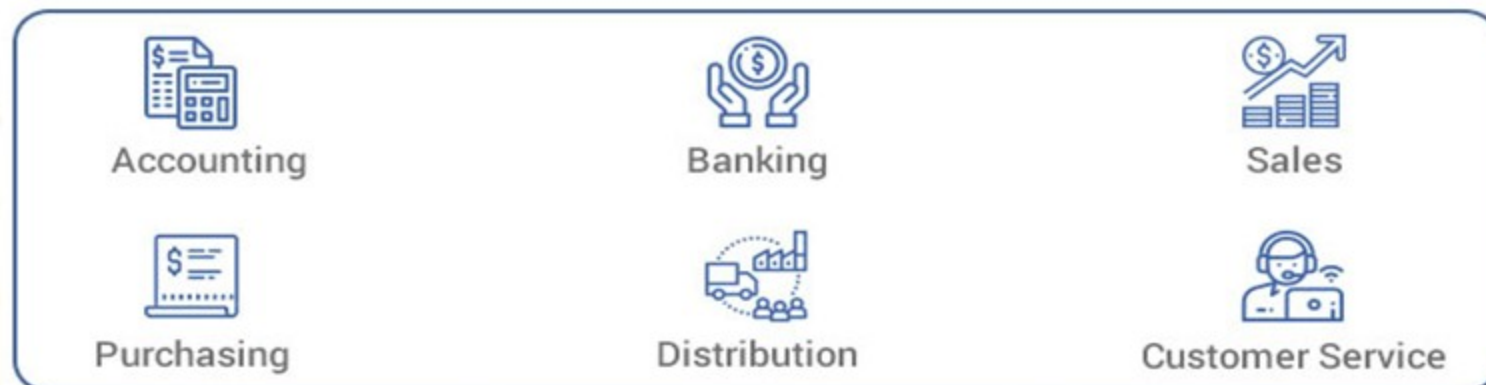 Accounting
Banking
Sales
Purchasing
Distribution
Customer Service